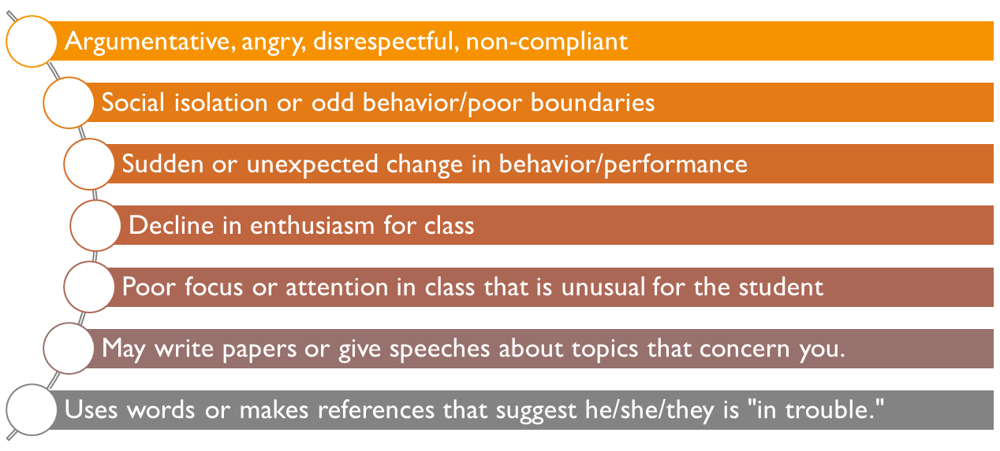 Argumentative, angry, disrespectful, non-compliant
Social isolation or odd behavior/poor boundaries
Sudden or unexpected change in behavior/performance
Decline in enthusiasm for class
Poor focus or attention in class that is unusual for the student
May write papers or give speeches about topics that concern you.
Uses words or makes references that suggest he/she/they is "in trouble."